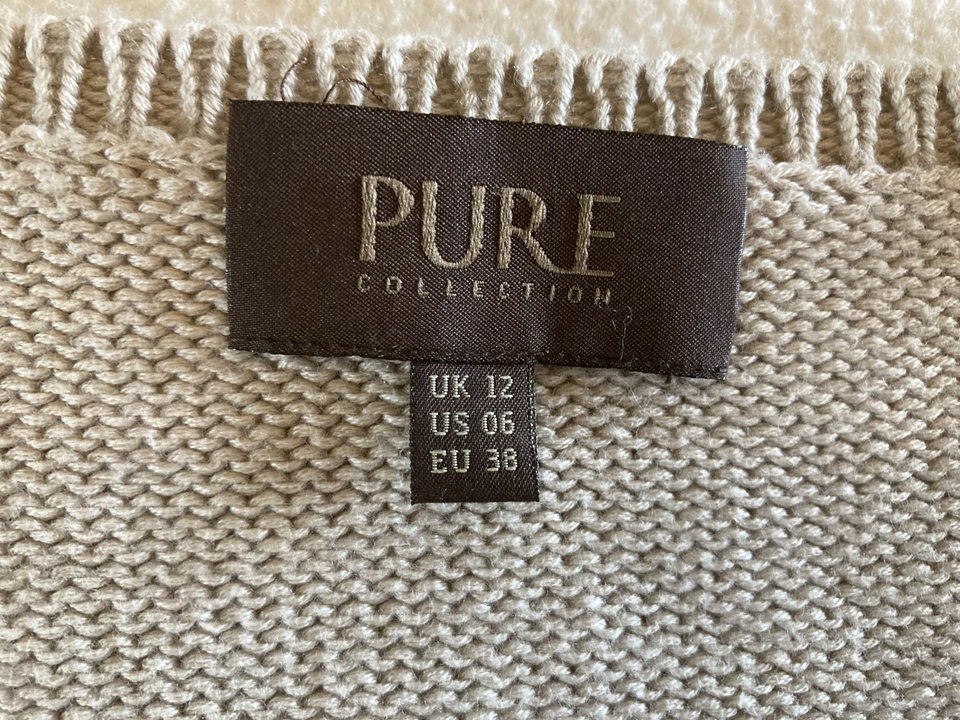 PURE
COLLECTION
UK 12
US 06
EU 38